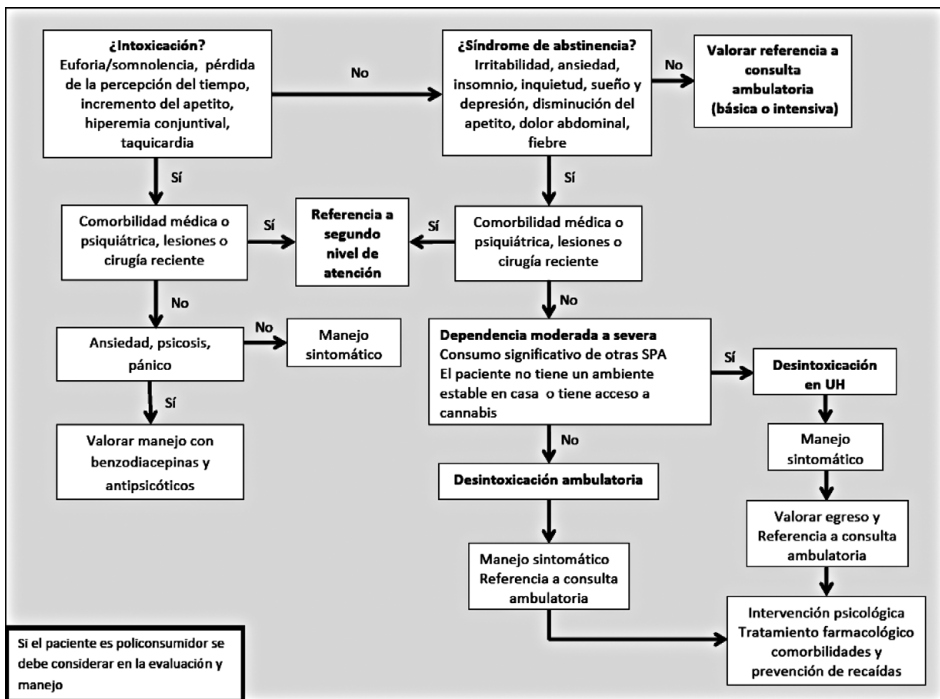 ¿Intoxicación?
Euforia/somnolencia, pérdida
de la percepción del tiempo,
incremento del apetito,
hiperemia conjuntival,
taquicardia
No
¿Síndrome de abstinencia?
Irritabilidad, ansiedad,
insomnio, inquietud, sueño y
depresión, disminución del
apetito, dolor abdominal,
fiebre
No
Valorar referencia a
consulta
ambulatoria
(básica o intensiva)
Sí
Sí
Comorbilidad médica o
psiquiátrica, lesiones o
cirugía reciente
Sí
Referencia a
segundo
nivel de
atención
Sí
Comorbilidad médica o
psiquiátrica, lesiones o
cirugía reciente
No
No
Ansiedad, psicosis,
pánico
No
Manejo
sintomático
Dependencia moderada a severa
Consumo significativo de otras SPA
El paciente no tiene un ambiente
estable en casa o tiene acceso a
cannabis
Sí
Desintoxicación
en UH
Sí
Valorar manejo con
benzodiacepinas y
antipsicóticos
No
Desintoxicación ambulatoria
Manejo
sintomático
Manejo sintomático
Referencia a consulta
ambulatoria
Valorar egreso y
Referencia a consulta
ambulatoria
Intervención psicológica
Tratamiento farmacológico
comorbilidades y
prevención de recaídas
Sí el paciente es policonsumidor se
debe considerar en la evaluación y
manejo